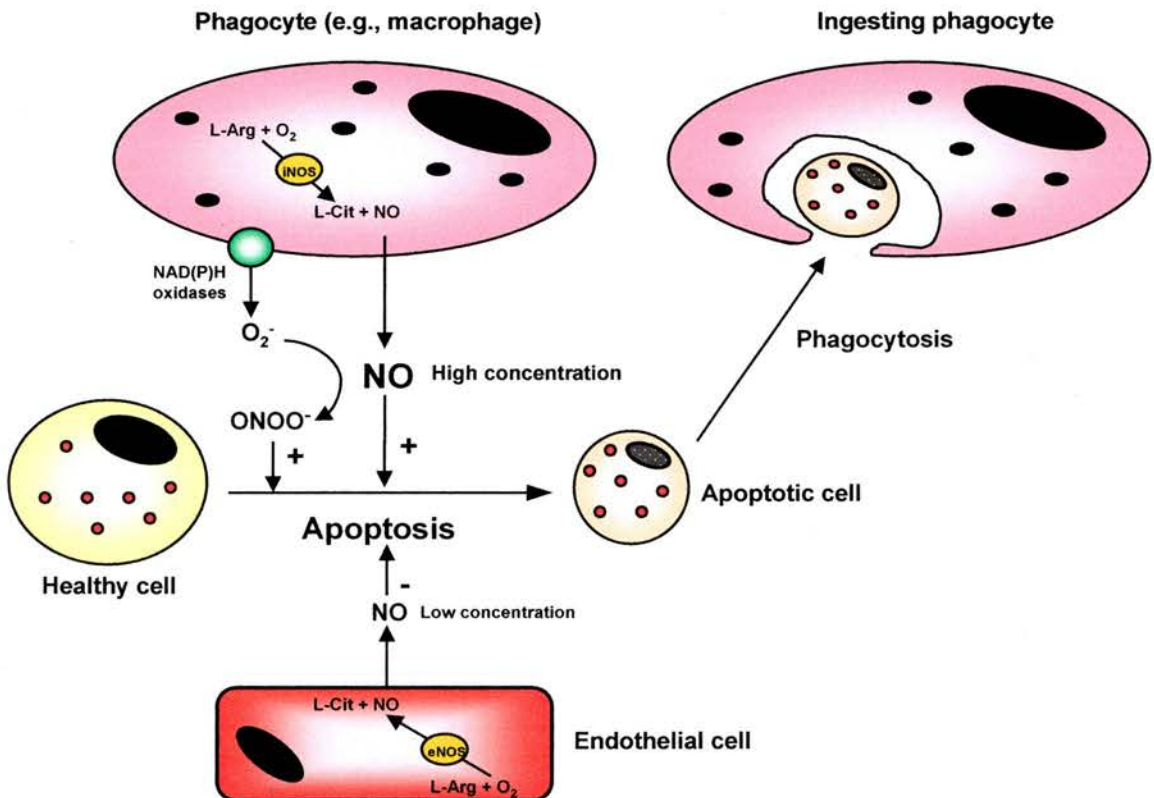 Phagocyte (e.g., macrophage)
Ingesting phagocyte
L-Arg + O₂
iNOS
L-Cit + NO
NAD(P)H
oxidases
O₂⁻
NO
High concentration
Phagocytosis
ONOO⁻
+
+
Apoptotic cell
Apoptosis
Healthy cell
-
NO
Low concentration
L-Cit + NO
eNOS
L-Arg + O₂
Endothelial cell